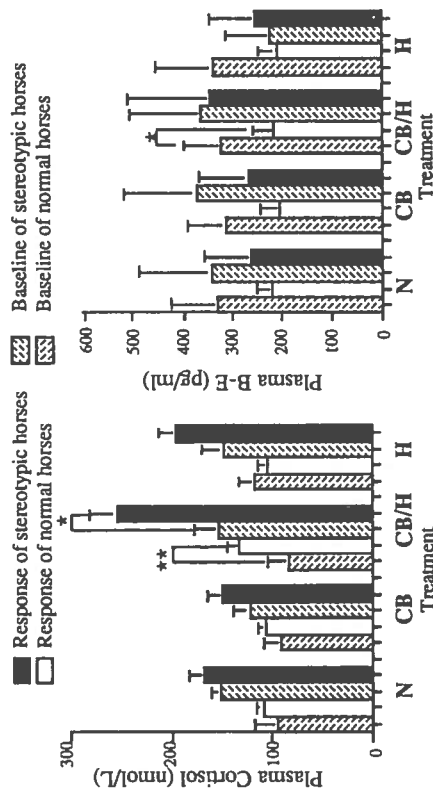 Response of stereotypic horses
Response of normal horses
Baseline of stereotypic horses
Baseline of normal horses
Plasma Cortisol (nmol/L)
300
200
100
0
*
**
N
CB
CB/H
H
Treatment
Plasma B-E (pg/ml)
600
500
400
300
200
100
0
*
N
CB
CB/H
H
Treatment